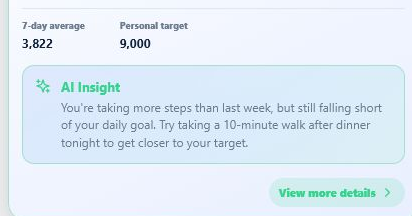 7-day average Personal target
3,822 9,000
AI Insight
You're taking more steps than last week, but still falling short
of your daily goal. Try taking a 10-minute walk after dinner
tonight to get closer to your target.
View more details